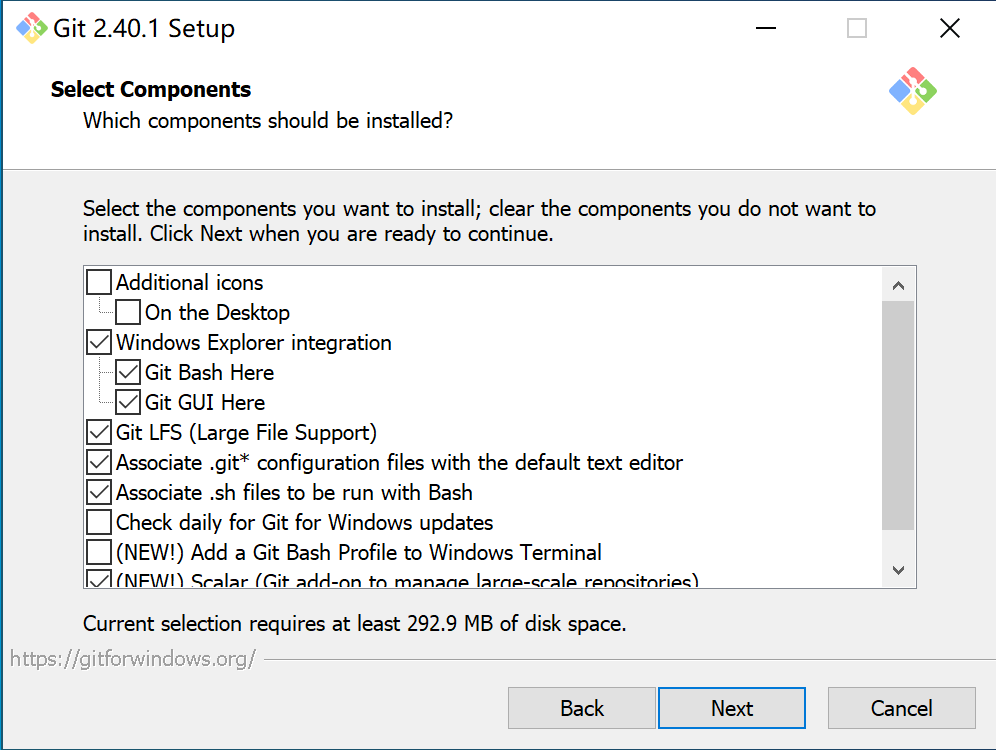 Git 2.40.1 Setup
Select Components
Which components should be installed?
Select the components you want to install; clear the components you do not want to
install. Click Next when you are ready to continue.
Additional icons
On the Desktop
Windows Explorer integration
Git Bash Here
Git GUI Here
Git LFS (Large File Support)
Associate .git* configuration files with the default text editor
Associate .sh files to be run with Bash
Check daily for Git for Windows updates
(NEW!) Add a Git Bash Profile to Windows Terminal
(NEW!) Scalar (Git add-on to manage large-scale repositories)
Current selection requires at least 292.9 MB of disk space.
https://gitforwindows.org/
Back
Next
Cancel